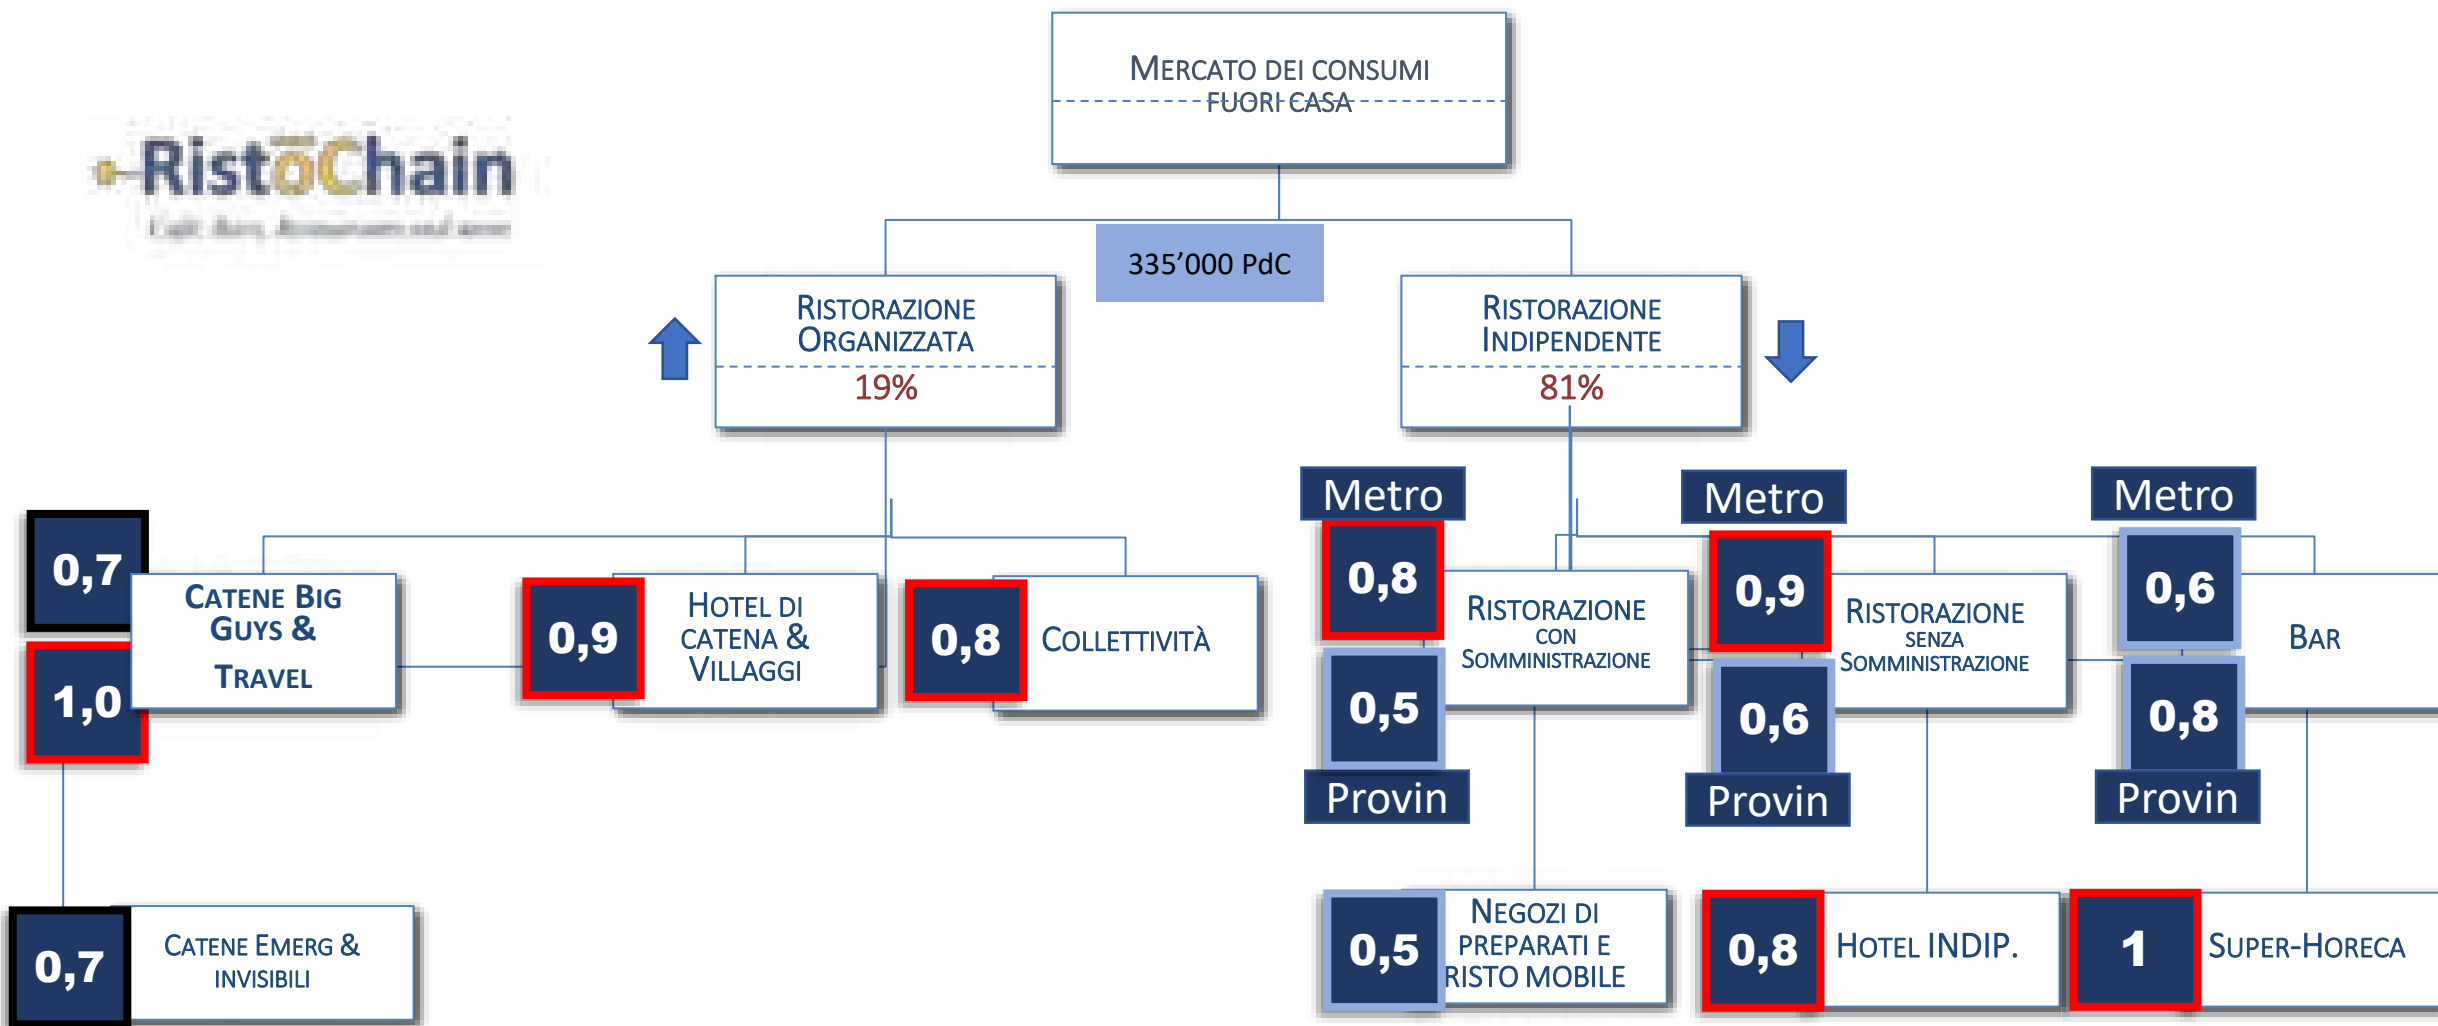 MERCATO DEI CONSUMI
FUORI CASA
RistoChain
335’000 PdC
RISTORAZIONE
ORGANIZZATA
19%
RISTORAZIONE
INDIPENDENTE
81%
Metro
Metro
Metro
0,7
1,0
CATENE BIG
GUYS &
TRAVEL
0,9
HOTEL DI
CATENA &
VILLAGGI
0,8
COLLETTIVITÀ
0,8
0,5
RISTORAZIONE
CON
SOMMINISTRAZIONE
0,9
0,6
RISTORAZIONE
SENZA
SOMMINISTRAZIONE
0,6
0,8
BAR
Provin
Provin
Provin
0,7
CATENE EMERG &
INVISIBILI
0,5
NEGOZI DI
PREPARATI E
RISTO MOBILE
0,8
HOTEL INDIP.
1
SUPER-HORECA